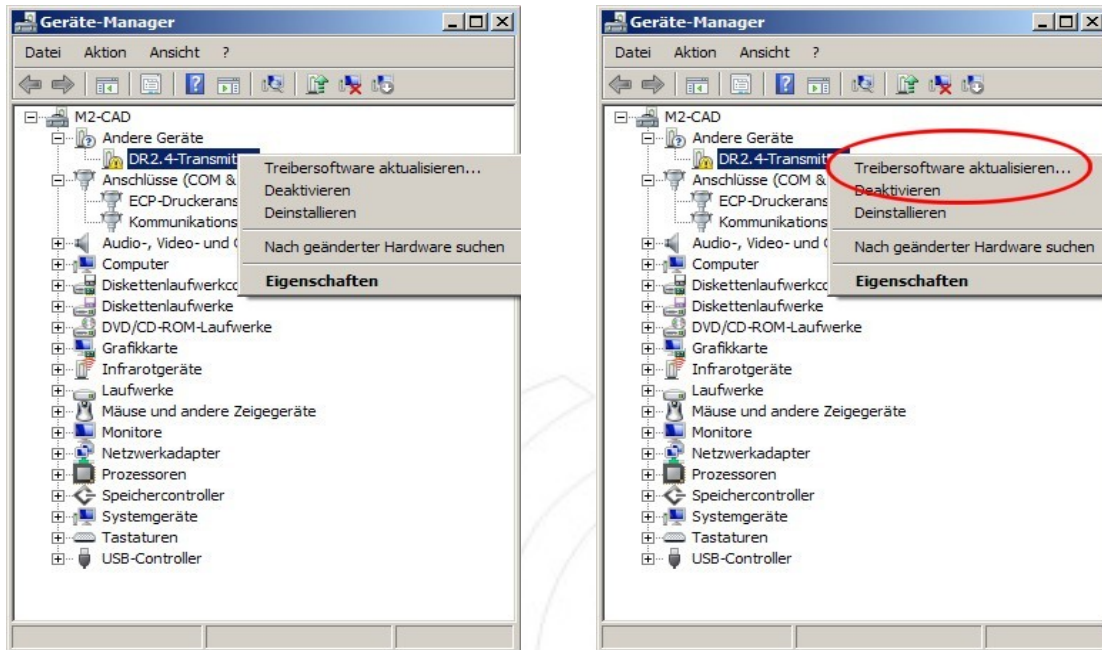 Geräte-Manager
Datei Aktion Ansicht ?
M2-CAD
Andere Geräte
DR2.4-Transmit
Treibersoftware aktualisieren...
Anschlüsse (COM &
Deaktivieren
ECP-Druckerans
Kommunikations
Deinstallieren
Audio-, Video- und
Nach geänderter Hardware suchen
Computer
Diskettenlaufwerkco
Eigenschaften
Diskettenlaufwerke
DVD/CD-ROM-Laufwerke
Grafikkarte
Infrarotgeräte
Laufwerke
Mäuse und andere Zeigegeräte
Monitore
Netzwerkadapter
Prozessoren
Speichercontroller
Systemgeräte
Tastaturen
USB-Controller
Geräte-Manager
Datei Aktion Ansicht ?
M2-CAD
Andere Geräte
DR2.4-Transmit
Treibersoftware aktualisieren...
Anschlüsse (COM &
Deaktivieren
ECP-Druckerans
Kommunikations
Deinstallieren
Audio-, Video- und
Nach geänderter Hardware suchen
Computer
Diskettenlaufwerkco
Eigenschaften
Diskettenlaufwerke
DVD/CD-ROM-Laufwerke
Grafikkarte
Infrarotgeräte
Laufwerke
Mäuse und andere Zeigegeräte
Monitore
Netzwerkadapter
Prozessoren
Speichercontroller
Systemgeräte
Tastaturen
USB-Controller